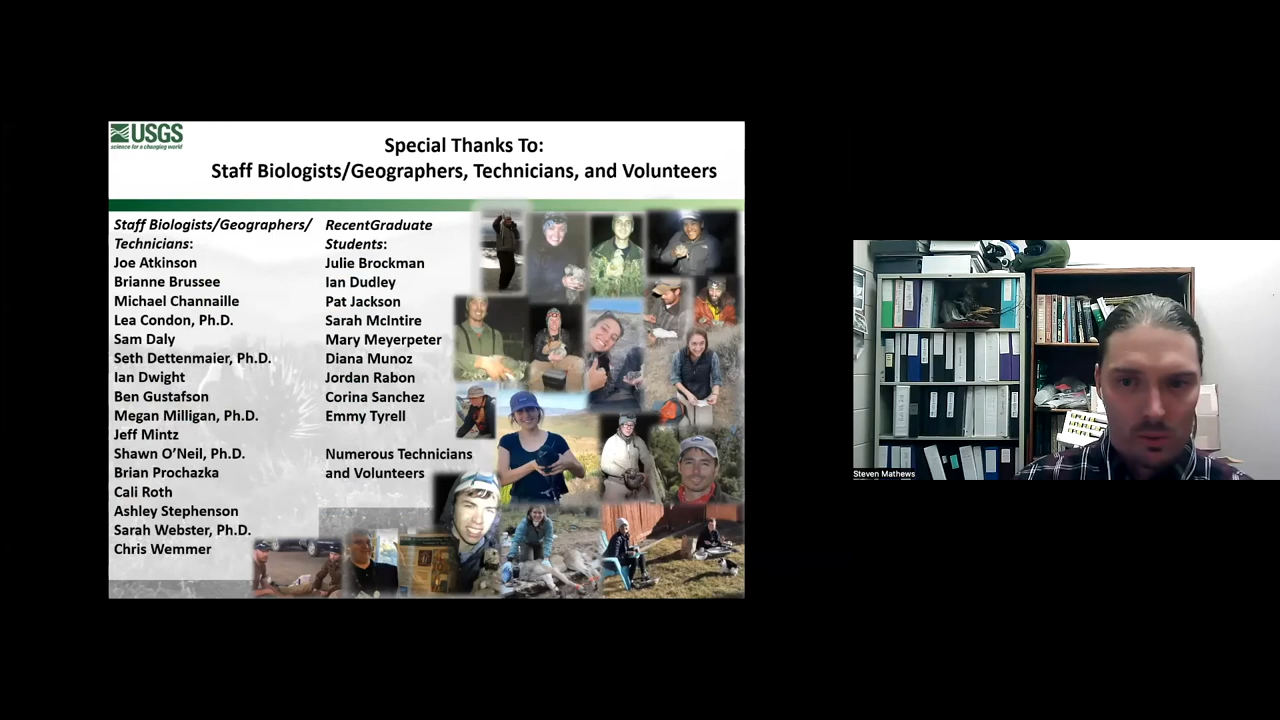 USGS
science for a changing world
Special Thanks To:
Staff Biologists/Geographers, Technicians, and Volunteers
Staff Biologists/Geographers/
Technicians:
Joe Atkinson
Brianne Brussee
Michael Channaille
Lea Condon, Ph.D.
Sam Daly
Seth Dettenmaier, Ph.D.
Ian Dwight
Ben Gustafson
Megan Milligan, Ph.D.
Jeff Mintz
Shawn O'Neil, Ph.D.
Brian Prochazka
Cali Roth
Ashley Stephenson
Sarah Webster, Ph.D.
Chris Wemmer
RecentGraduate
Students:
Julie Brockman
Ian Dudley
Pat Jackson
Sarah McIntire
Mary Meyerpeter
Diana Munoz
Jordan Rabon
Corina Sanchez
Emmy Tyrell
Numerous Technicians
and Volunteers
Steven Mathews